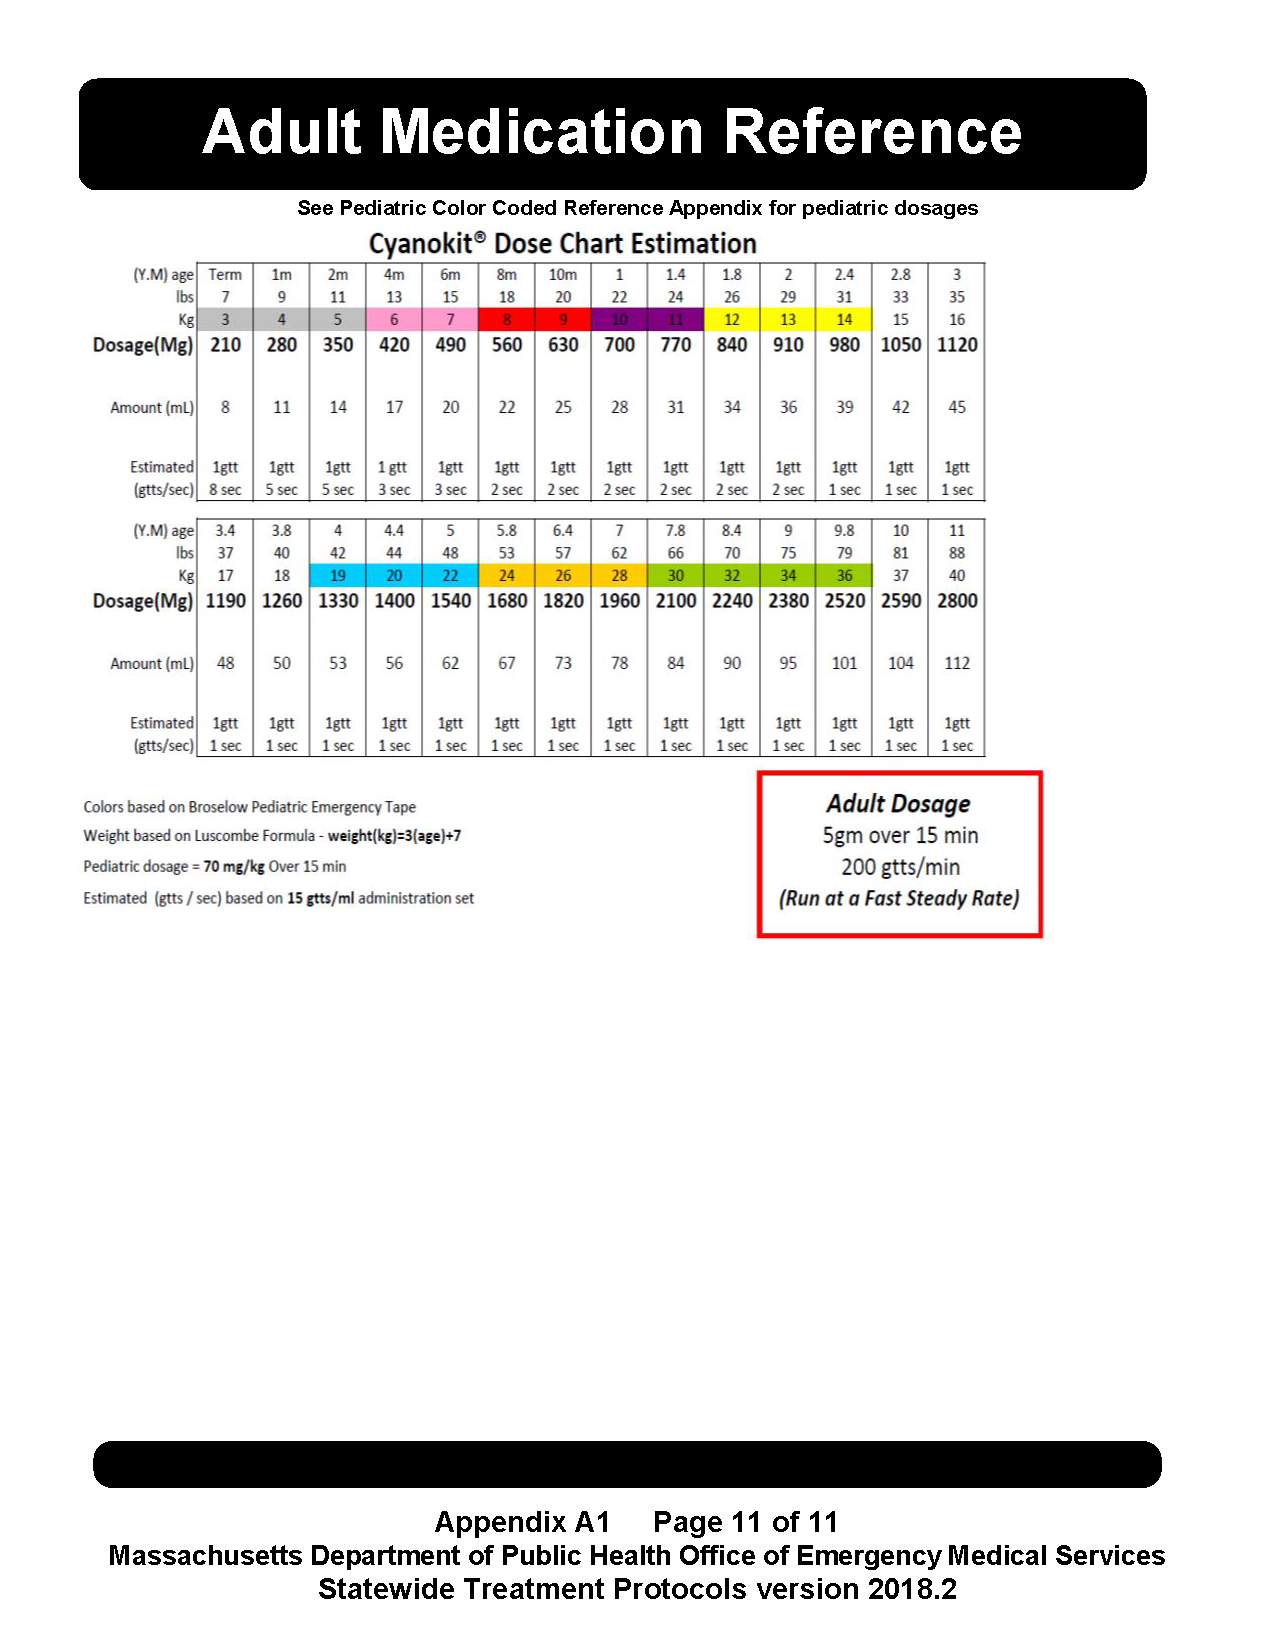 Adult Medication Reference
See Pediatric Color Coded Reference Appendix for pediatric dosages
Cyanokit® Dose Chart Estimation
(Y.M) age Term 1m 2m 4m 6m 8m 10m 1 1.4 1.8 2 2.4 2.8 3
lbs 7 9 11 13 15 18 20 22 24 26 29 31 33 35
Kg 3 4 5 6 7 8 9 10 11 12 13 14 15 16
Dosage(Mg) 210 280 350 420 490 560 630 700 770 840 910 980 1050 1120
Amount (mL) 8 11 14 17 20 22 25 28 31 34 36 39 42 45
Estimated 1gtt 1gtt 1gtt 1 gtt 1gtt 1gtt 1gtt 1gtt 1gtt 1gtt 1gtt 1gtt 1gtt 1gtt
(gtts/sec) 8 sec 5 sec 5 sec 3 sec 3 sec 2 sec 2 sec 2 sec 2 sec 2 sec 2 sec 1 sec 1 sec 1 sec
(Y.M) age 3.4 3.8 4 4.4 5 5.8 6.4 7 7.8 8.4 9 9.8 10 11
lbs 37 40 42 44 48 53 57 62 66 70 75 79 81 88
Kg 17 18 19 20 22 24 26 28 30 32 34 36 37 40
Dosage(Mg) 1190 1260 1330 1400 1540 1680 1820 1960 2100 2240 2380 2520 2590 2800
Amount (mL) 48 50 53 56 62 67 73 78 84 90 95 101 104 112
Estimated 1gtt 1gtt 1gtt 1gtt 1gtt 1gtt 1gtt 1gtt 1gtt 1gtt 1gtt 1gtt 1gtt 1gtt
(gtts/sec) 1 sec 1 sec 1 sec 1 sec 1 sec 1 sec 1 sec 1 sec 1 sec 1 sec 1 sec 1 sec 1 sec 1 sec
Colors based on Broselow Pediatric Emergency Tape
Weight based on Luscombe Formula - weight(kg)=3(age)+7
Pediatric dosage = 70 mg/kg Over 15 min
Estimated (gtts / sec) based on 15 gtts/ml administration set
Adult Dosage
5gm over 15 min
200 gtts/min
(Run at a Fast Steady Rate)
Appendix A1 Page 11 of 11
Massachusetts Department of Public Health Office of Emergency Medical Services
Statewide Treatment Protocols version 2018.2